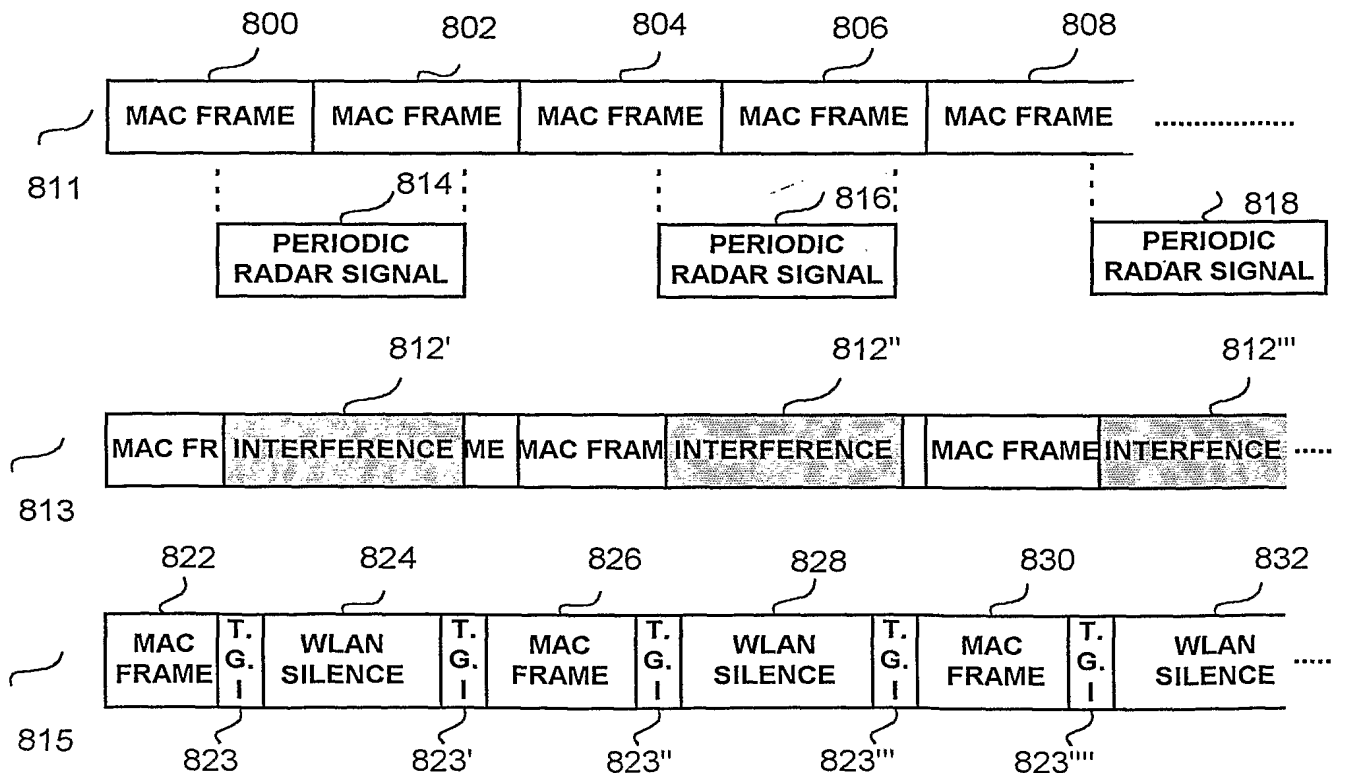 800 802 804 806 808
MAC FRAME MAC FRAME MAC FRAME MAC FRAME MAC FRAME ................
811
814 816 818
PERIODIC RADAR SIGNAL
PERIODIC RADAR SIGNAL
PERIODIC RADAR SIGNAL
812' 812" 812'''
MAC FR INTERFERENCE ME MAC FRAM INTERFERENCE MAC FRAME INTERFENCE .....
813
822 824 826 828 830 832
MAC FRAME T. G. I WLAN SILENCE T. G. I MAC FRAME T. G. I WLAN SILENCE T. G. I MAC FRAME T. G. I WLAN SILENCE .....
815
823 823' 823" 823''' 823''''